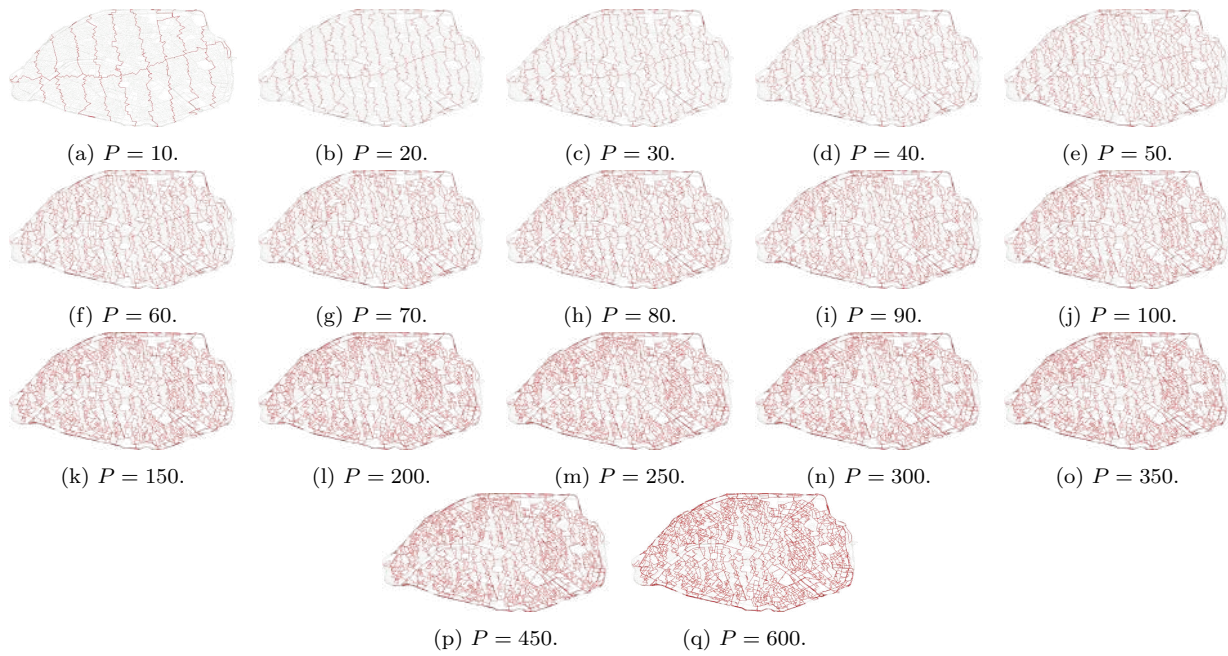 (a) P = 10. (b) P = 20. (c) P = 30. (d) P = 40. (e) P = 50.
(f) P = 60. (g) P = 70. (h) P = 80. (i) P = 90. (j) P = 100.
(k) P = 150. (l) P = 200. (m) P = 250. (n) P = 300. (o) P = 350.
(p) P = 450. (q) P = 600.